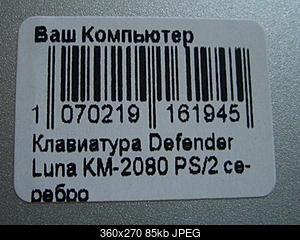 Ваш Компьютер
1 070219 161945
Клавиатура Defender
Luna KM-2080 PS/2 се-
ребро
360x270 85kb JPEG